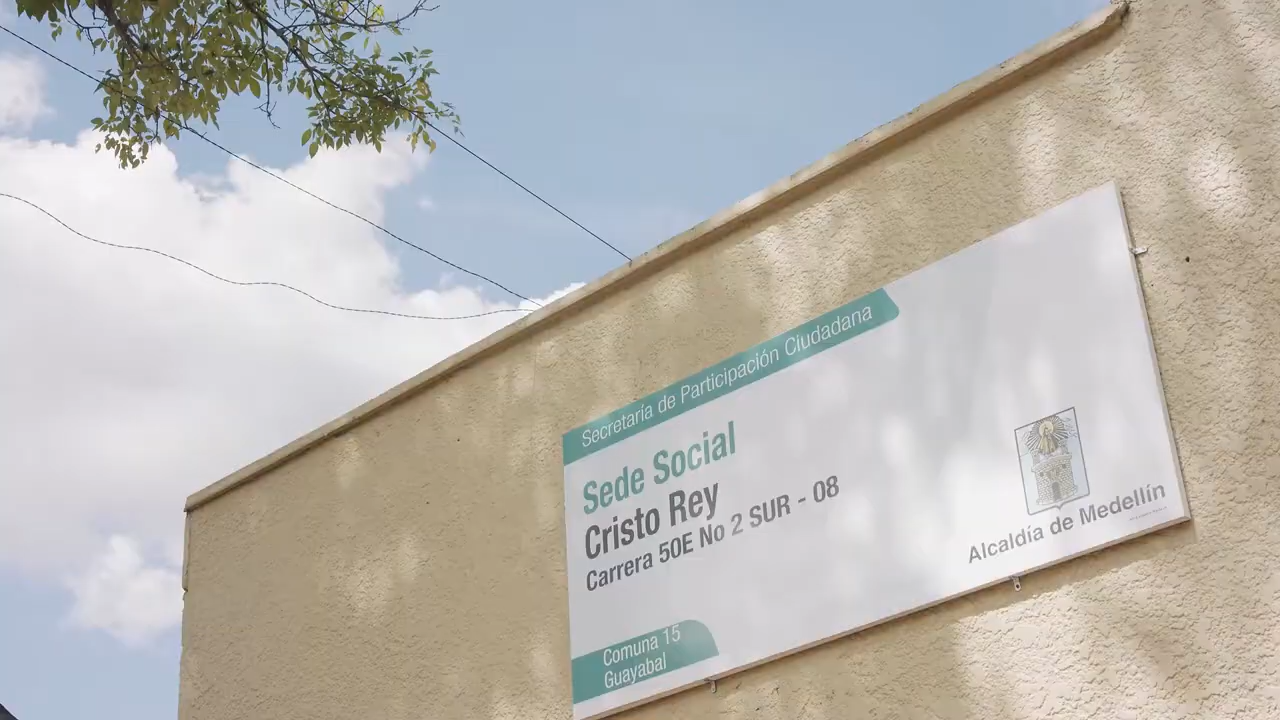 Secretaría de Participación Ciudadana
Sede Social
Cristo Rey
Carrera 50E No 2 SUR - 08
Alcaldía de Medellín
Comuna 15
Guayabal